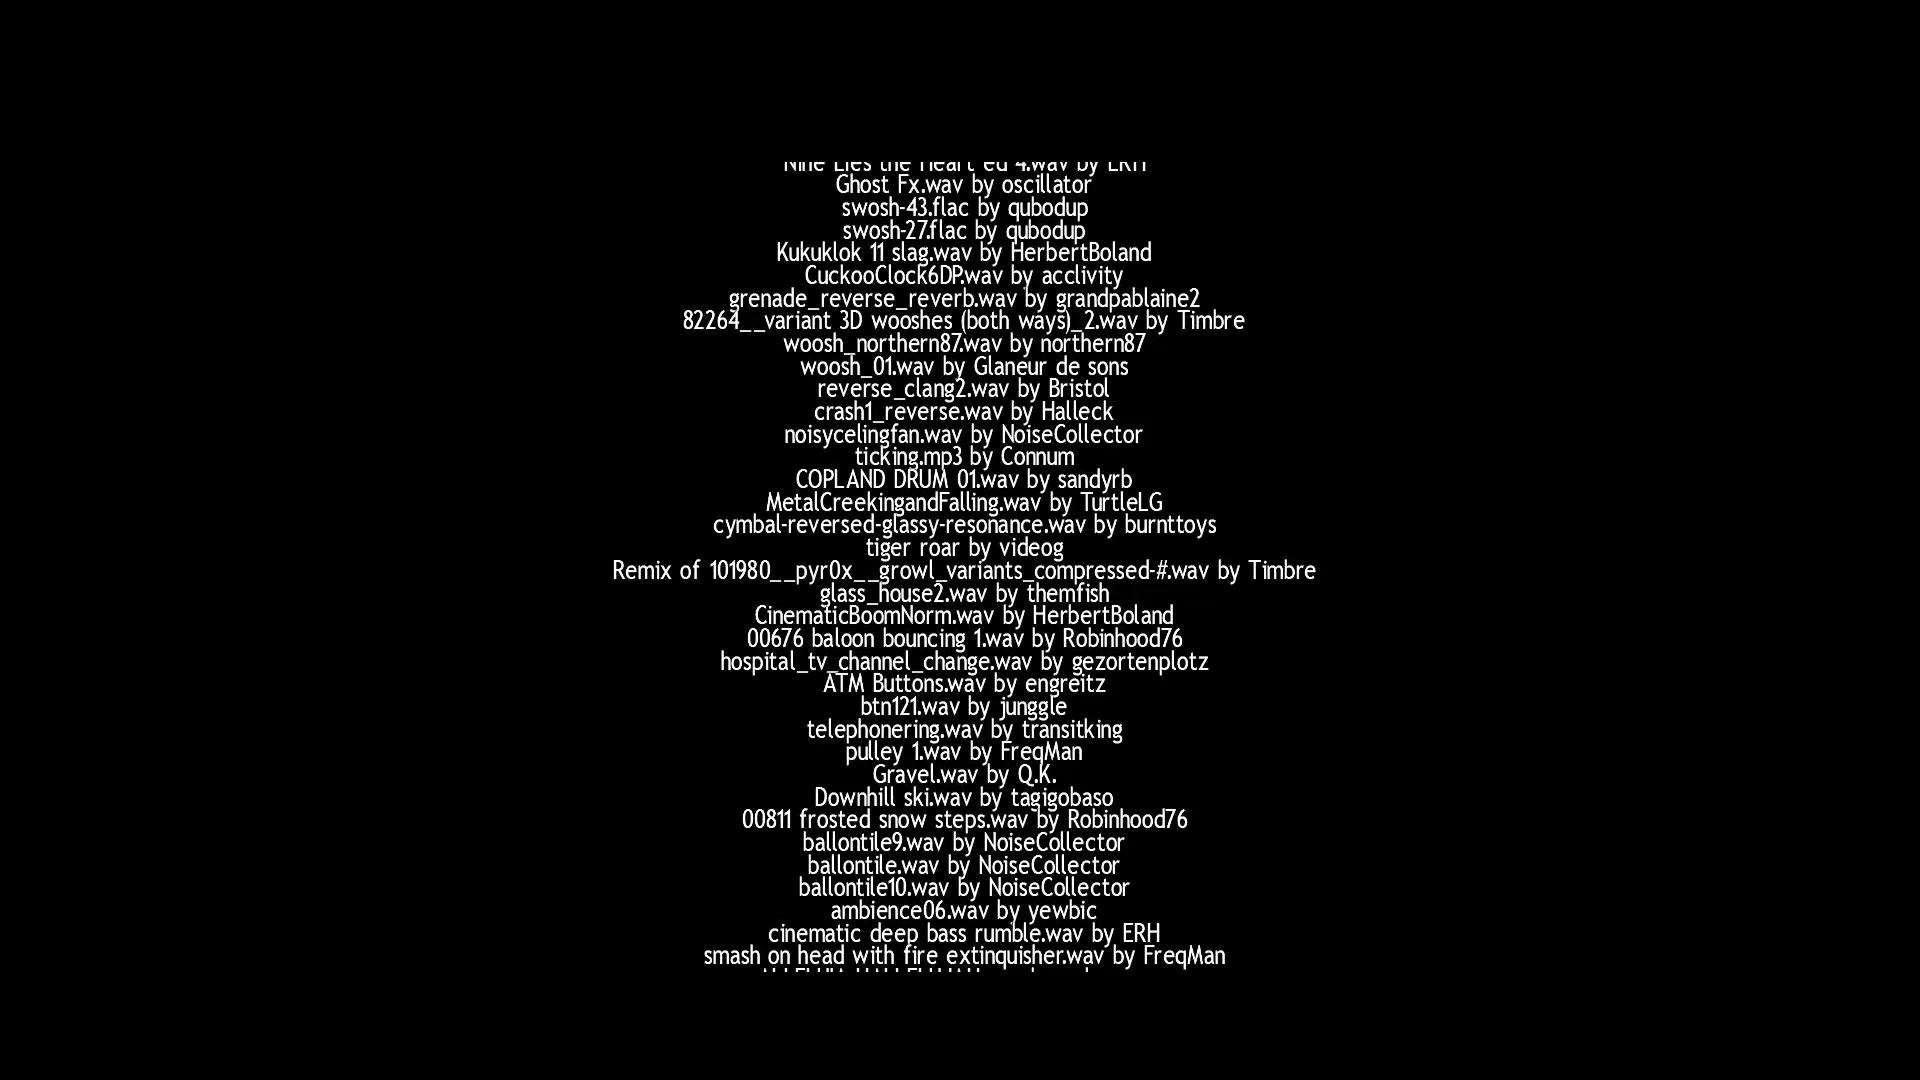 Nine Lies the Heart ed 4.wav by ERH
Ghost Fx.wav by oscillator
swosh-43.flac by qubodup
swosh-27.flac by qubodup
Kukuklok 11 slag.wav by HerbertBoland
CuckooClock6DP.wav by acclivity
grenade_reverse_reverb.wav by grandpablaine2
82264__variant 3D wooshes (both ways)_2.wav by Timbre
woosh_northern87.wav by northern87
woosh_01.wav by Glaneur de sons
reverse_clang2.wav by Bristol
crash1_reverse.wav by Halleck
noisycelingfan.wav by NoiseCollector
ticking.mp3 by Connum
COPLAND DRUM 01.wav by sandyrb
MetalCreekingandFalling.wav by TurtleLG
cymbal-reversed-glassy-resonance.wav by burnttoys
tiger roar by videog
Remix of 101980__pyr0x__growl_variants_compressed-#.wav by Timbre
glass_house2.wav by themfish
CinematicBoomNorm.wav by HerbertBoland
00676 baloon bouncing 1.wav by Robinhood76
hospital_tv_channel_change.wav by gezortenplotz
ATM Buttons.wav by engreitz
btn121.wav by junggle
telephonering.wav by transitking
pulley 1.wav by FreqMan
Gravel.wav by Q.K.
Downhill ski.wav by tagigobaso
00811 frosted snow steps.wav by Robinhood76
ballontile9.wav by NoiseCollector
ballontile.wav by NoiseCollector
ballontile10.wav by NoiseCollector
ambience06.wav by yewbic
cinematic deep bass rumble.wav by ERH
smash on head with fire extinquisher.wav by FreqMan